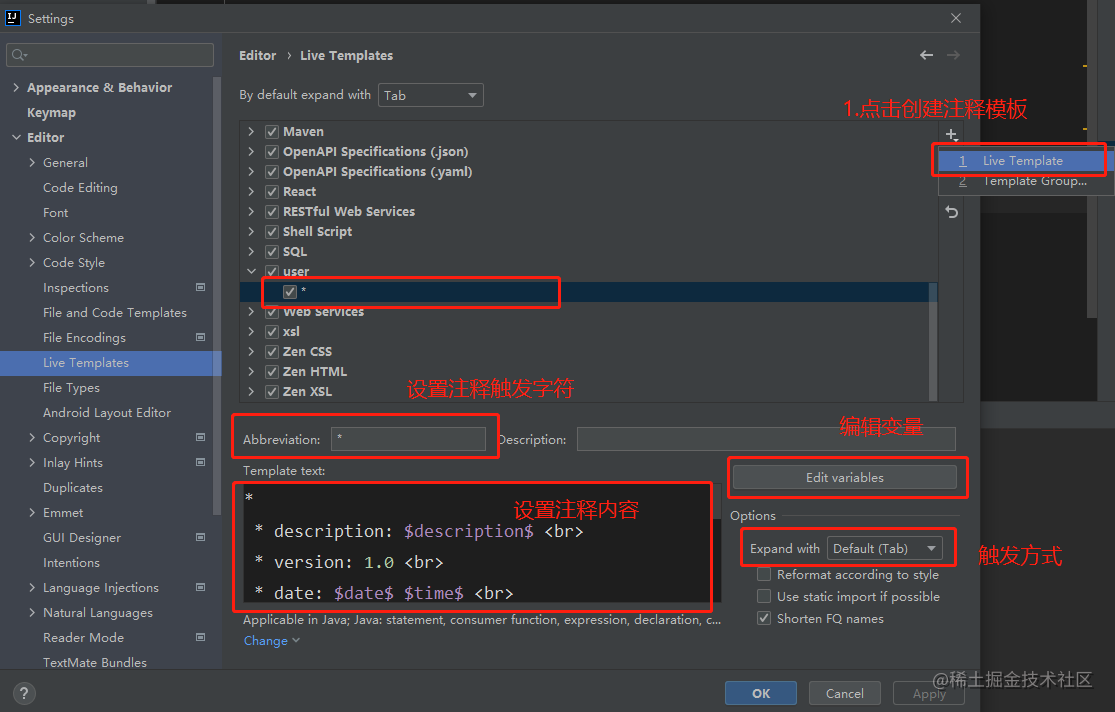 Settings
Appearance & Behavior
Keymap
Editor
General
Code Editing
Font
Color Scheme
Code Style
Inspections
File and Code Templates
File Encodings
Live Templates
File Types
Android Layout Editor
Copyright
Inlay Hints
Duplicates
Emmet
GUI Designer
Intentions
Language Injections
Natural Languages
Reader Mode
TextMate Bundles
Editor › Live Templates
By default expand with Tab
1.点击创建注释模板
1 Live Template
2 Template Group...
Maven
OpenAPI Specifications (.json)
OpenAPI Specifications (.yaml)
React
RESTful Web Services
Shell Script
SQL
user
*
Web Services
xsl
Zen CSS
Zen HTML
Zen XSL
设置注释触发字符
Abbreviation: *
Description:
编辑变量
Template text:
Edit variables
*
设置注释内容
* description: $description$ <br>
* version: 1.0 <br>
* date: $date$ $time$ <br>
Options
Expand with Default (Tab)
触发方式
Reformat according to style
Use static import if possible
Shorten FQ names
Applicable in Java; Java: statement, consumer function, expression, declaration, c...
Change
?
OK
Cancel
Apply
@稀土掘金技术社区